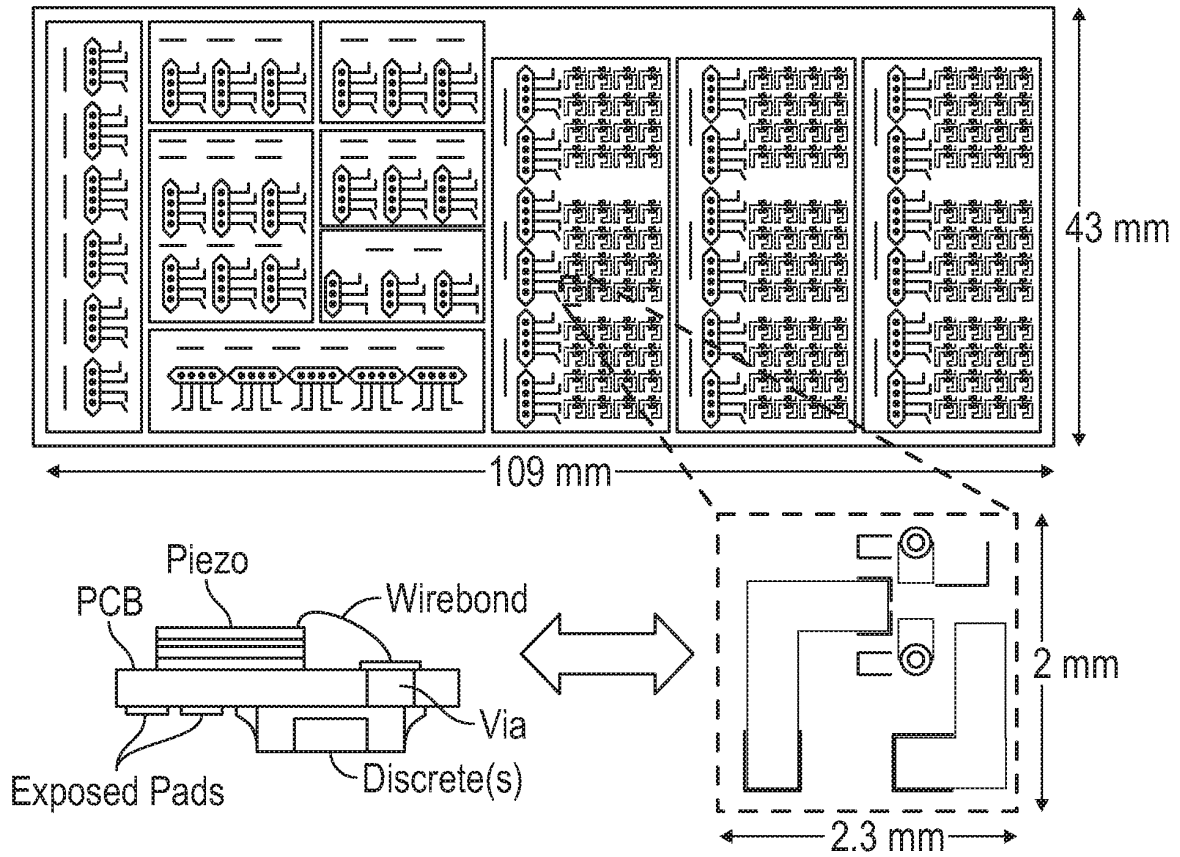 43 mm
109 mm
Piezo
PCB
Wirebond
Via
Exposed Pads
Discrete(s)
2 mm
2.3 mm